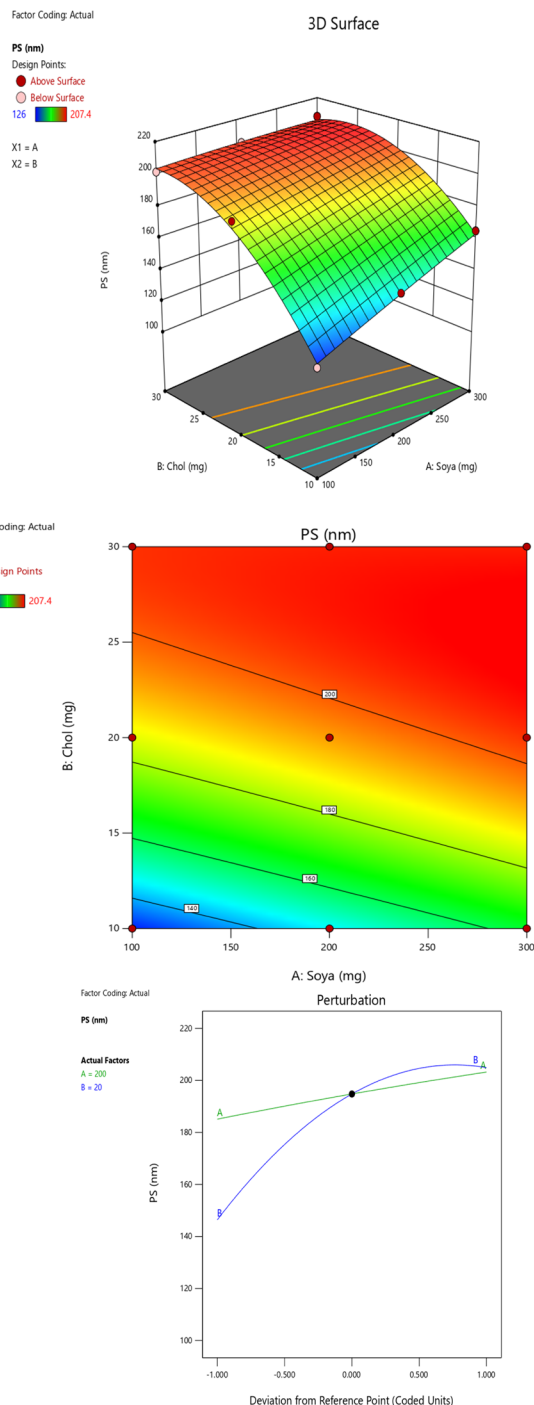 Factor Coding: Actual
3D Surface
PS (nm)
Design Points:
Above Surface
Below Surface
126 207.4
X1 = A
X2 = B
220
200
180
160
140
120
100
PS (nm)
30
25
20
15
10
300
250
200
150
100
B: Chol (mg)
A: Soya (mg)
oding: Actual
PS (nm)
ign Points
207.4
30
25
20
15
10
200
180
160
140
B: Chol (mg)
100
150
200
250
300
A: Soya (mg)
Factor Coding: Actual
Perturbation
PS (nm)
Actual Factors
A = 200
B = 20
220
200
180
160
140
120
100
PS (nm)
A
B
B
A
-1.000
-0.500
0.000
0.500
1.000
Deviation from Reference Point (Coded Units)